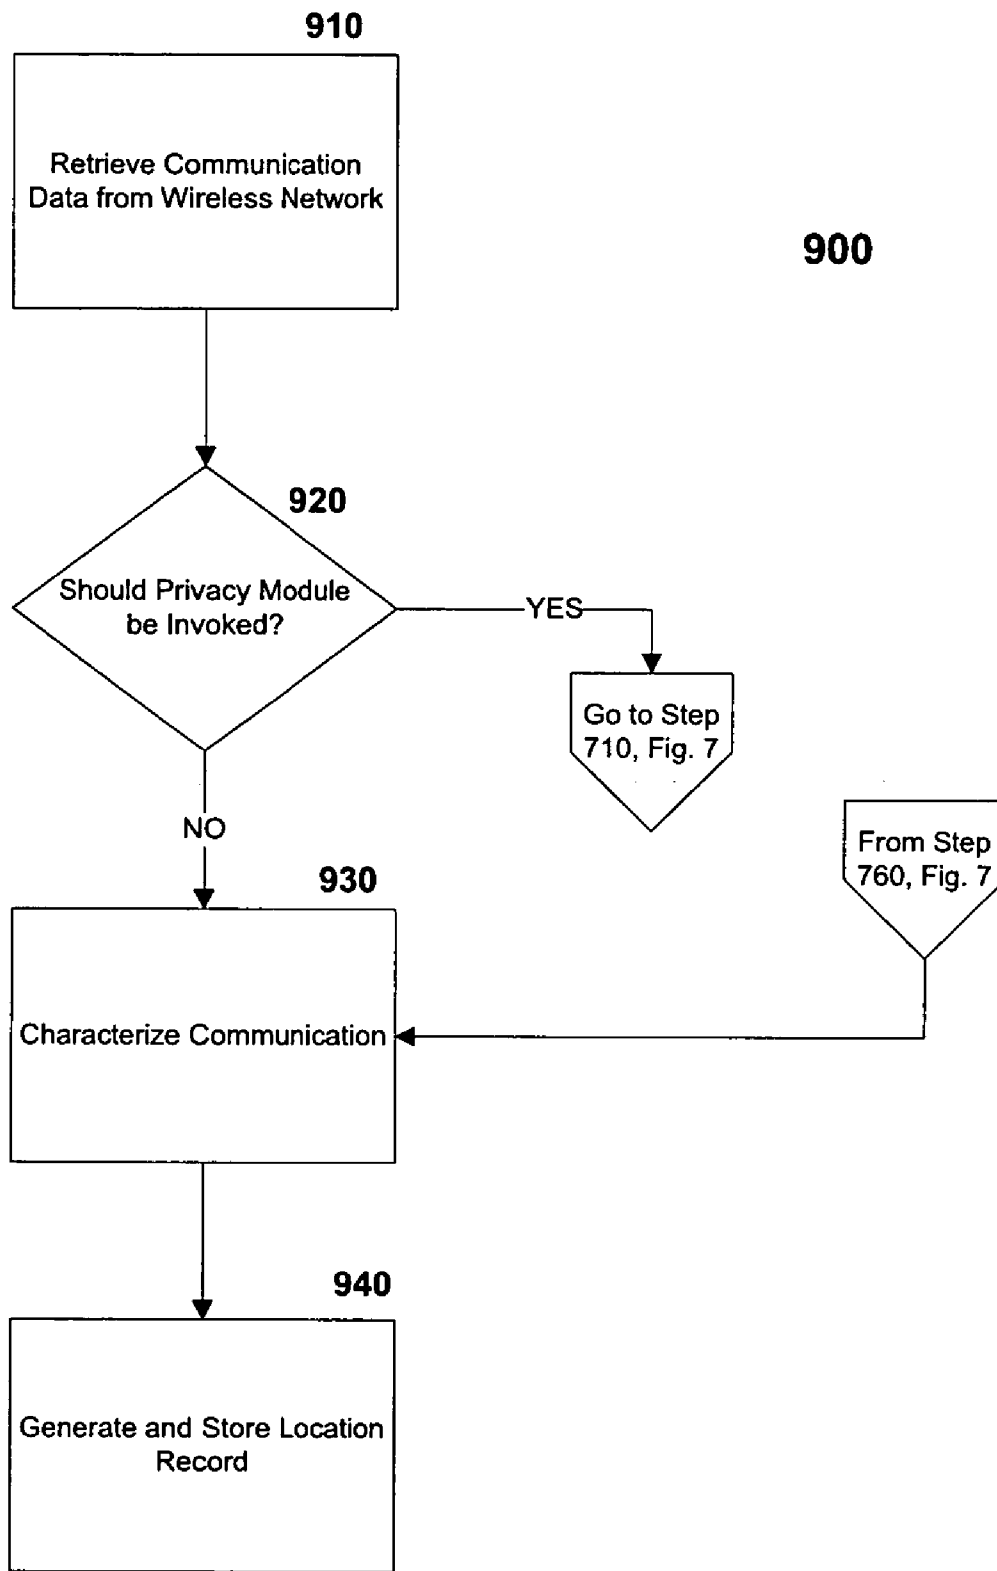 910
Retrieve Communication
Data from Wireless Network
900
920
Should Privacy Module
be Invoked?
YES
Go to Step
710, Fig. 7
NO
From Step
760, Fig. 7
930
Characterize Communication
940
Generate and Store Location
Record